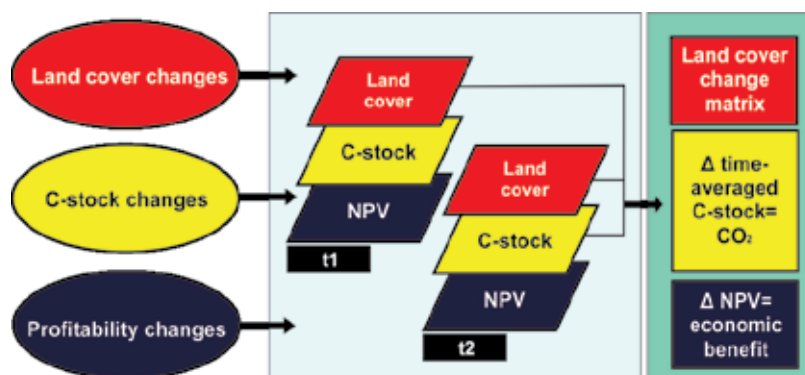 Land cover changes
C-stock changes
Profitability changes
Land
cover
C-stock
NPV
t1
Land
cover
C-stock
NPV
t2
Land cover
change
matrix
Δ time-
averaged
C-stock=
CO₂
Δ NPV=
economic
benefit